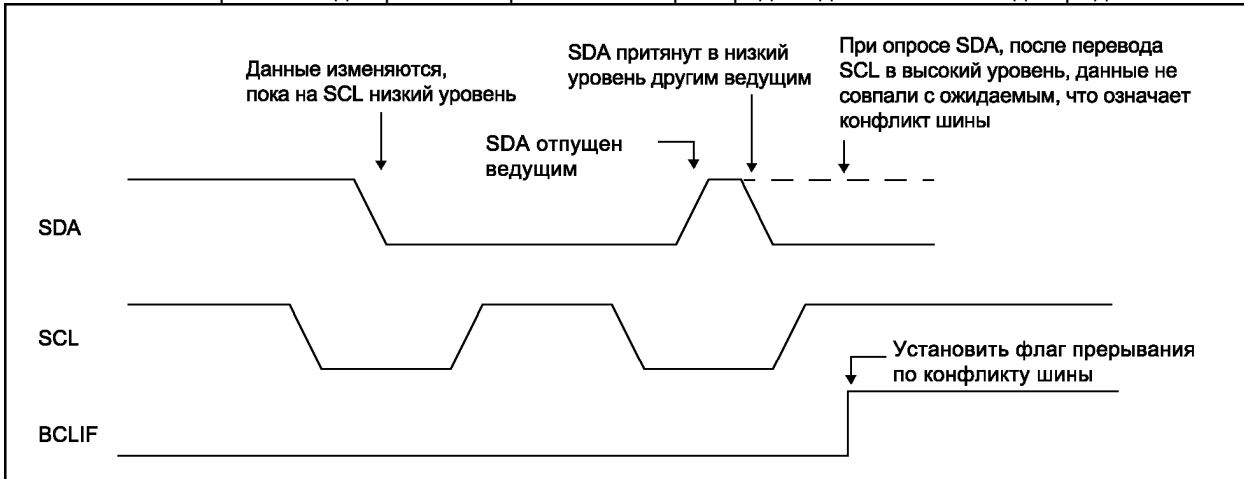 Данные изменяются,
пока на SCL низкий уровень
SDA отпущен
ведущим
SDA притянут в низкий
уровень другим ведущим
При опросе SDA, после перевода
SCL в высокий уровень, данные не
совпали с ожидаемым, что означает
конфликт шины
SDA
SCL
Установить флаг прерывания
по конфликту шины
BCLIF